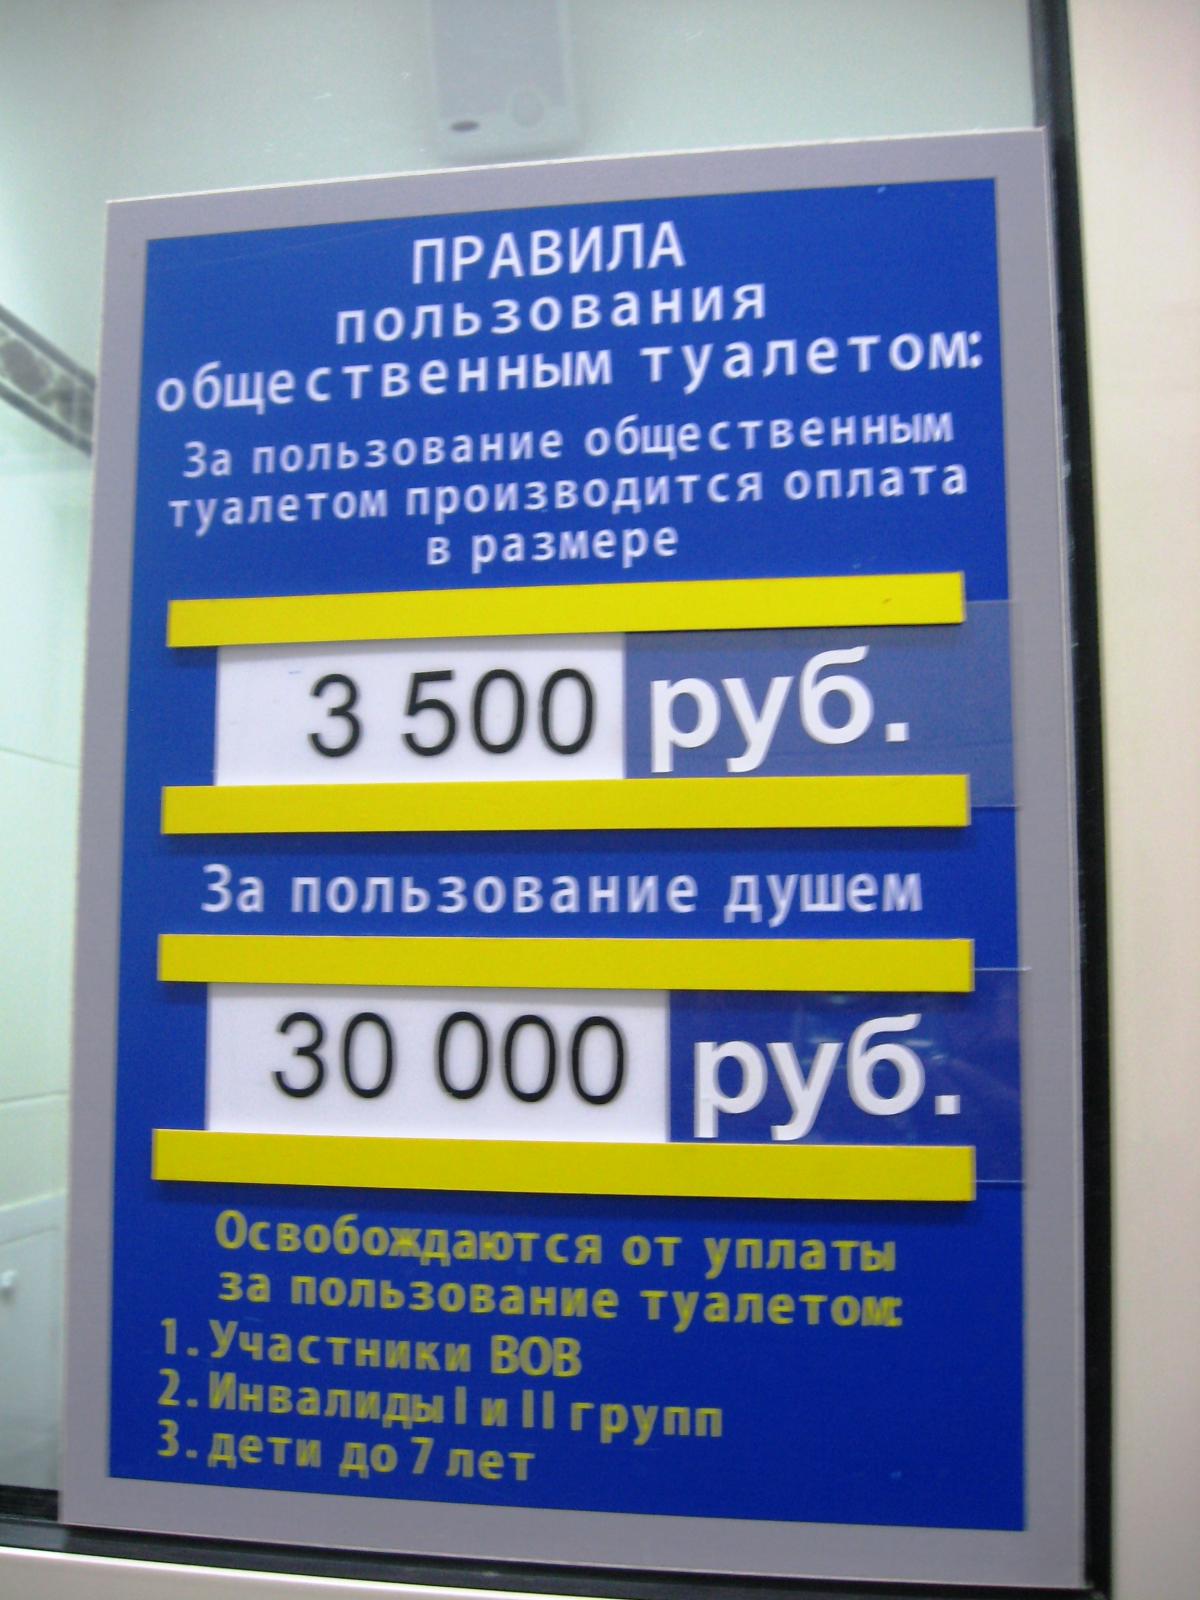 ПРАВИЛА
пользования
общественным туалетом:
За пользование общественным
туалетом производится оплата
в размере
3 500 руб.
За пользование душем
30 000 руб.
Освобождаются от уплаты
за пользование туалетом:
1. Участники ВОВ
2. Инвалиды I и II групп
3. дети до 7 лет